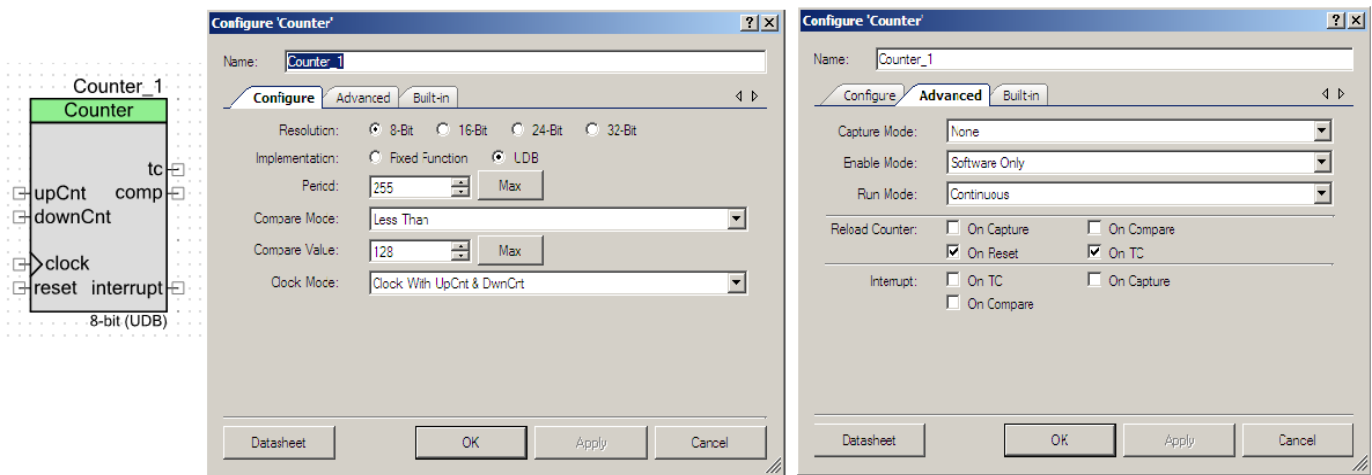 Counter_1
Counter
tc
upCnt comp
downCnt
clock
reset interrupt
8-bit (UDB)
Configure 'Counter'
Name: Counter_1
Configure Advanced Built-in
Resolution: 8-Bit 16-Bit 24-Bit 32-Bit
Implementation: Fixed Function UDB
Period: 255 Max
Compare Mode: Less Than
Compare Value: 128 Max
Clock Mode: Clock With UpCnt & DwnCnt
Datasheet OK Apply Cancel
Configure 'Counter'
Name: Counter_1
Configure Advanced Built-in
Capture Mode: None
Enable Mode: Software Only
Run Mode: Continuous
Reload Counter: On Capture On Compare
On Reset On TC
Interrupt: On TC On Capture
On Compare
Datasheet OK Apply Cancel